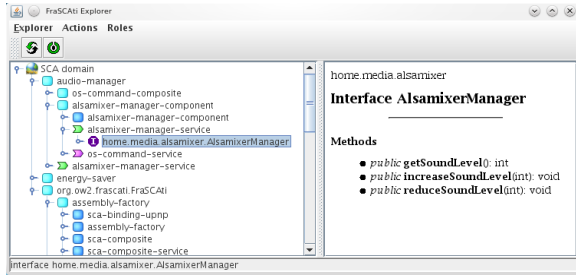 FraSCAti Explorer
Explorer Actions Roles
SCA domain
audio-manager
os-command-composite
alsamixer-manager-component
alsamixer-manager-component
alsamixer-manager-service
home.media.alsamixer.AlsamixerManager
os-command-service
alsamixer-manager-service
energy-saver
org.ow2.frascati.FraSCAti
assembly-factory
sca-binding-upnp
assembly-factory
sca-composite
sca-composite-service
home.media.alsamixer
Interface AlsamixerManager
Methods
public getSoundLevel(): int
public increaseSoundLevel(int): void
public reduceSoundLevel(int): void
interface home.media.alsamixer.AlsamixerManager